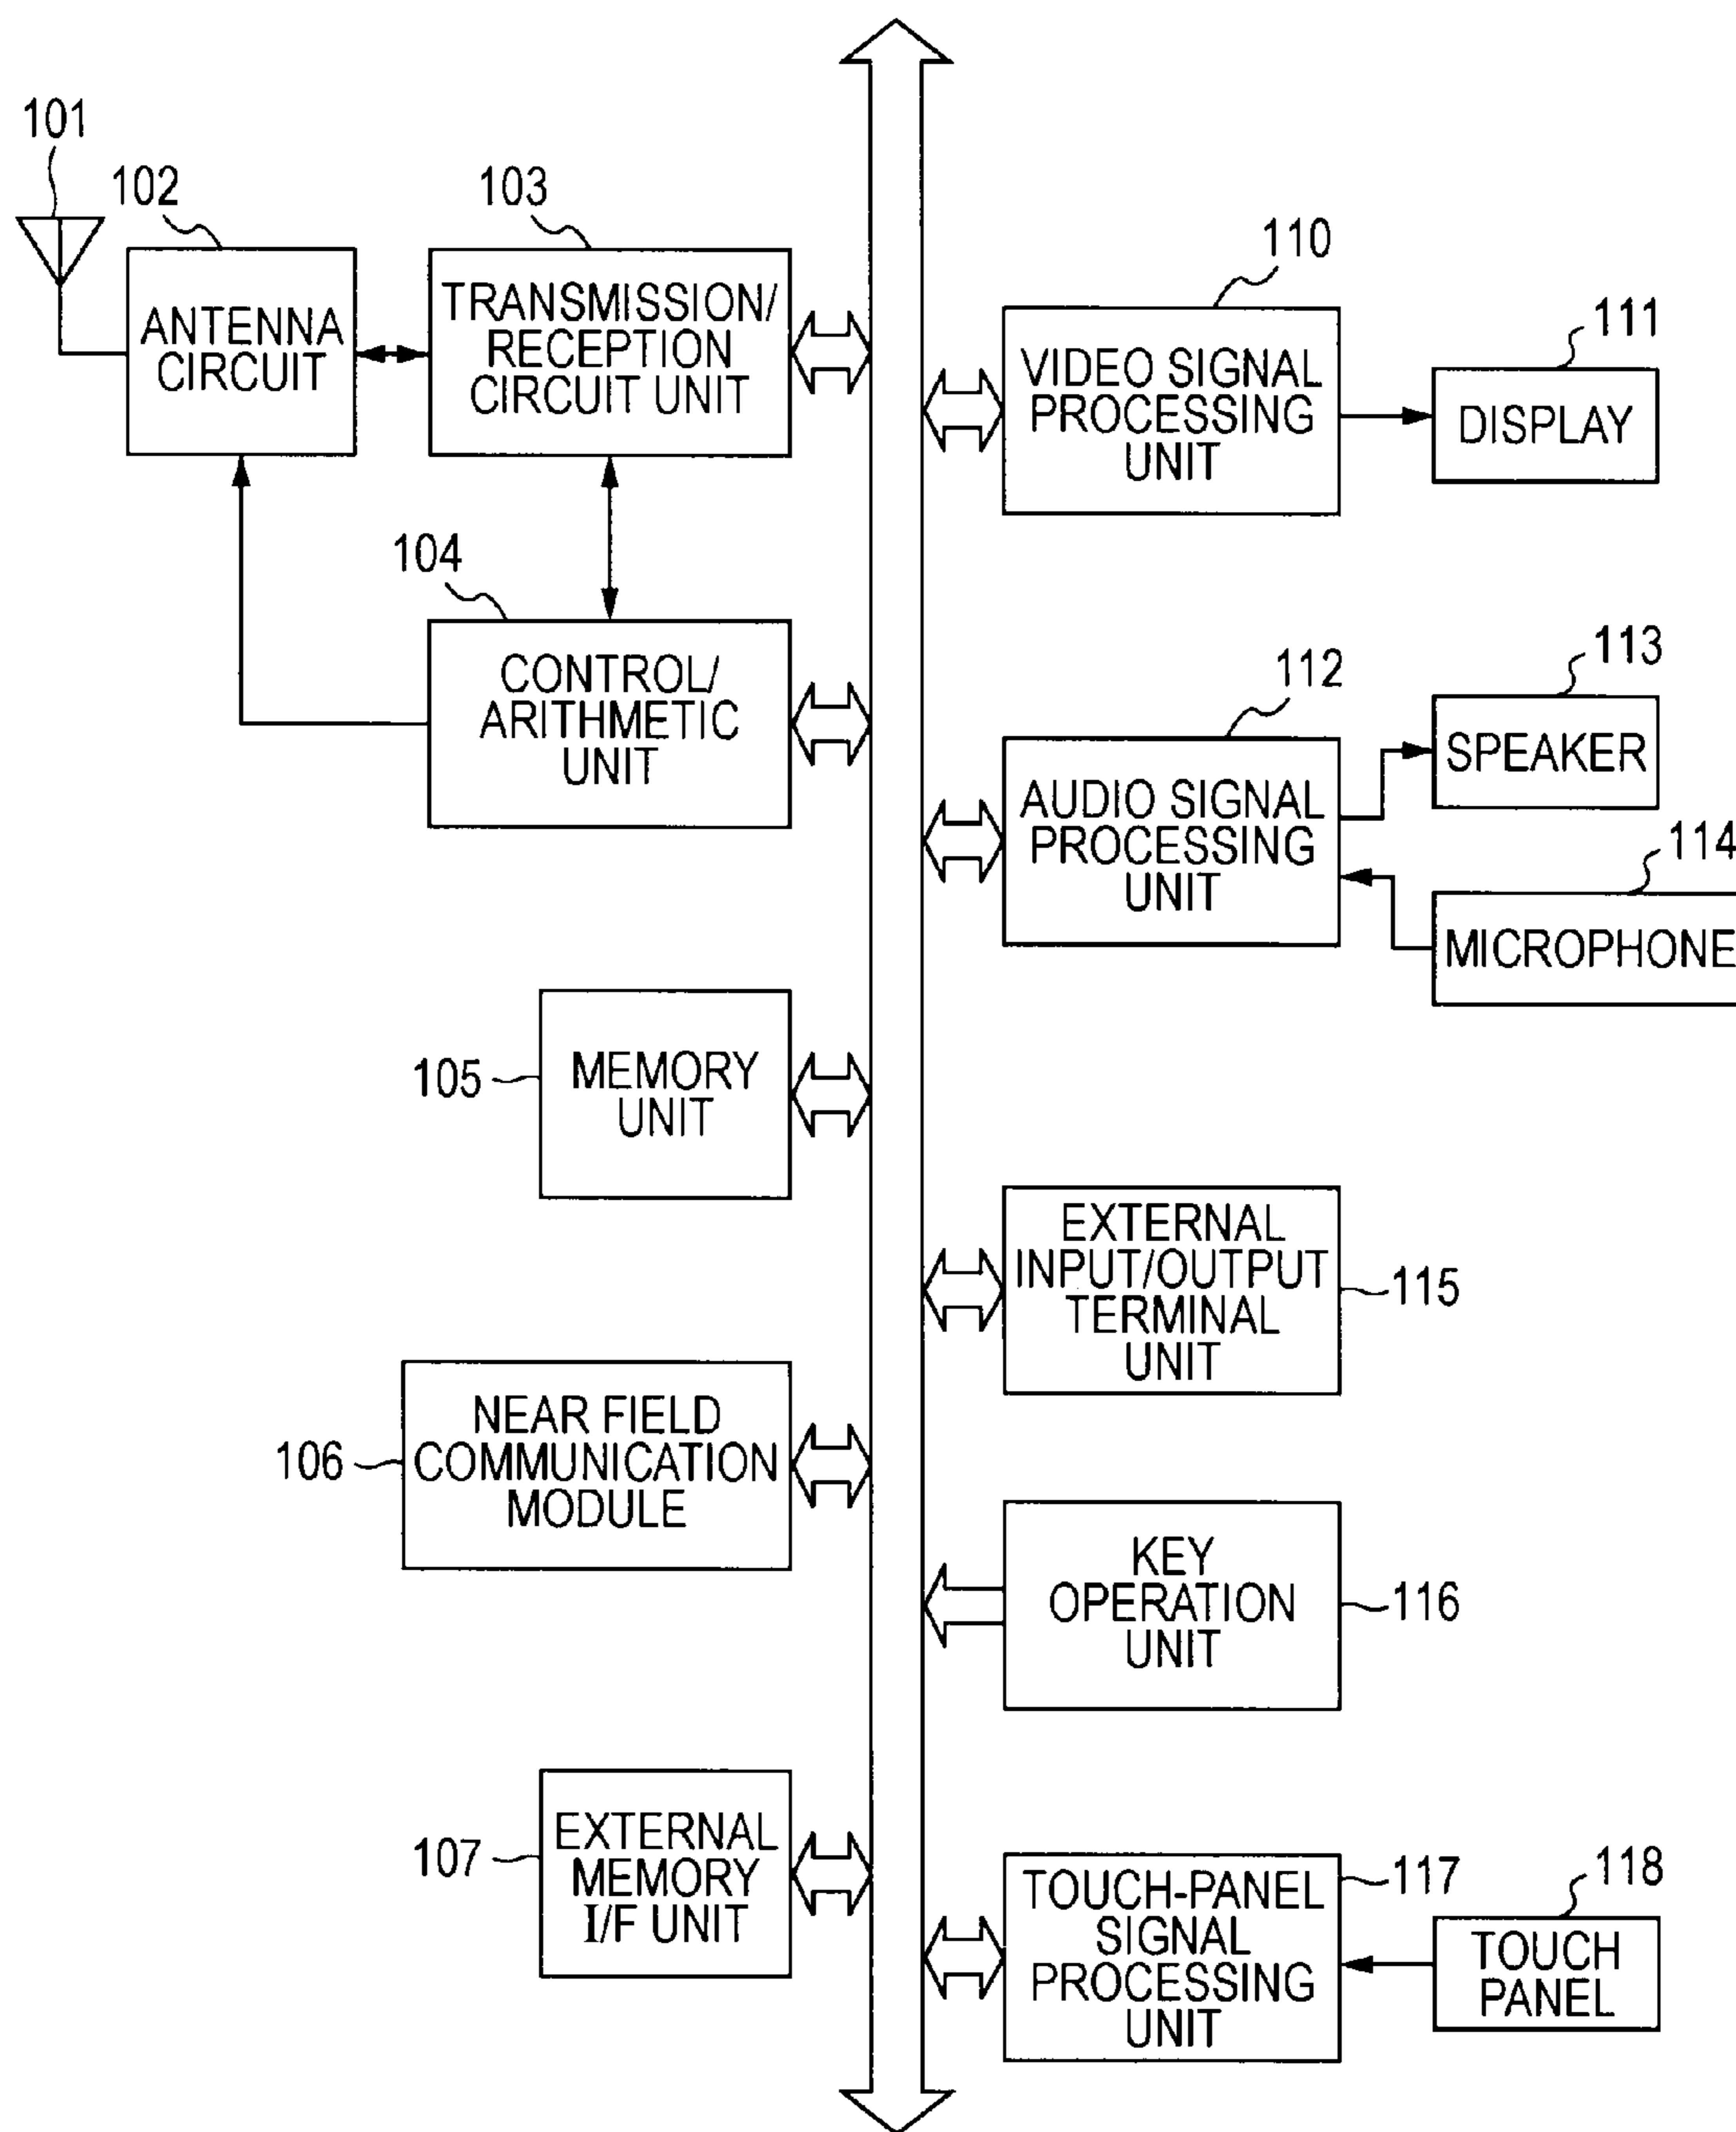 101
102
103
ANTENNA
CIRCUIT
TRANSMISSION/
RECEPTION
CIRCUIT UNIT
104
CONTROL/
ARITHMETIC
UNIT
105
MEMORY
UNIT
106
NEAR FIELD
COMMUNICATION
MODULE
107
EXTERNAL
MEMORY
I/F UNIT
110
VIDEO SIGNAL
PROCESSING
UNIT
111
DISPLAY
112
AUDIO SIGNAL
PROCESSING
UNIT
113
SPEAKER
114
MICROPHONE
EXTERNAL
INPUT/OUTPUT
TERMINAL
UNIT
115
KEY
OPERATION
UNIT
116
TOUCH-PANEL
SIGNAL
PROCESSING
UNIT
117
118
TOUCH
PANEL